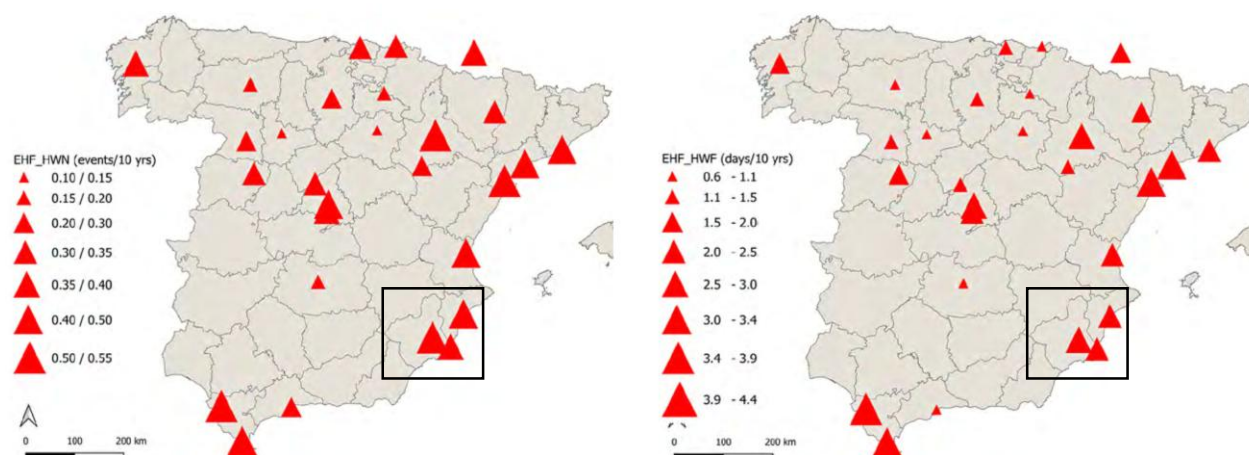 EHF_HWN (events/10 yrs)
0.10 / 0.15
0.15 / 0.20
0.20 / 0.30
0.30 / 0.35
0.35 / 0.40
0.40 / 0.50
0.50 / 0.55
0 100 200 km
EHF_HWF (days/10 yrs)
0.6 - 1.1
1.1 - 1.5
1.5 - 2.0
2.0 - 2.5
2.5 - 3.0
3.0 - 3.4
3.4 - 3.9
3.9 - 4.4
0 100 200 km